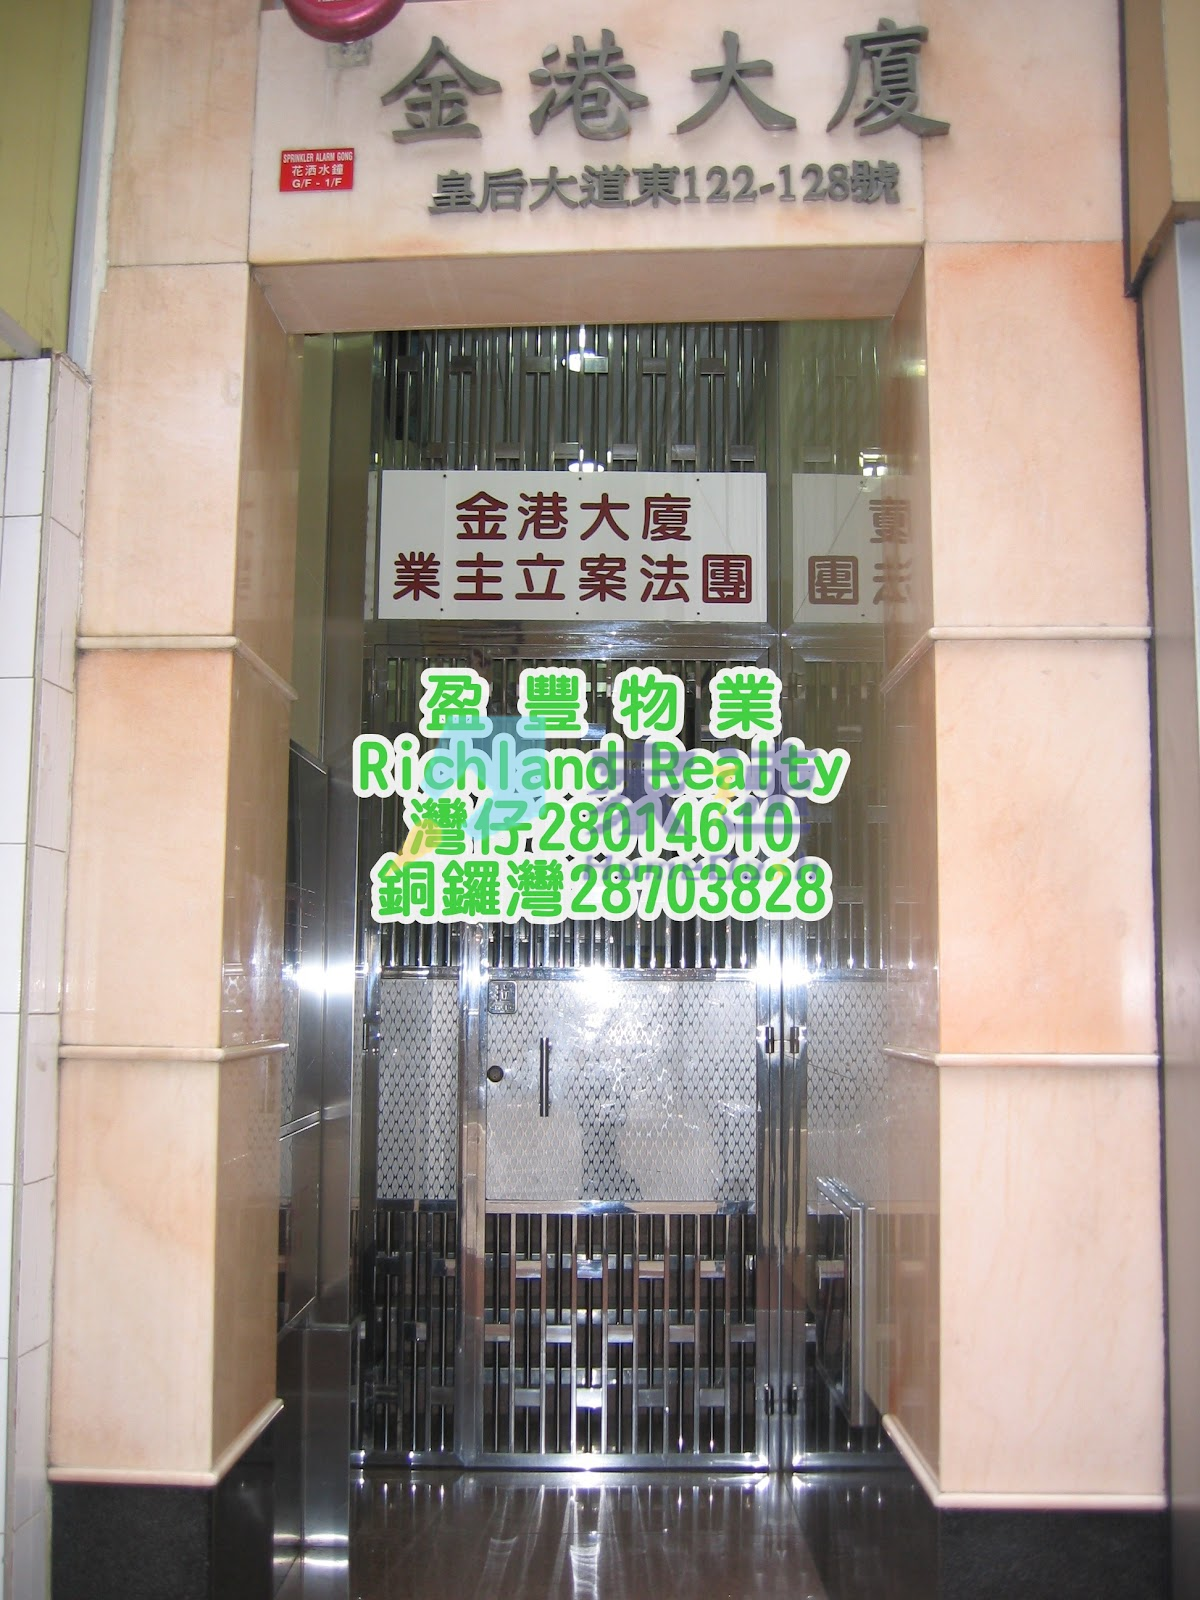 金港大廈
皇后大道東122-128號
SPRINKLER ALARM GONG
花洒水鐘
G/F - 1/F
金港大廈
業主立案法團
盈豐物業
Richland Realty
灣仔28014610
銅鑼灣28703828